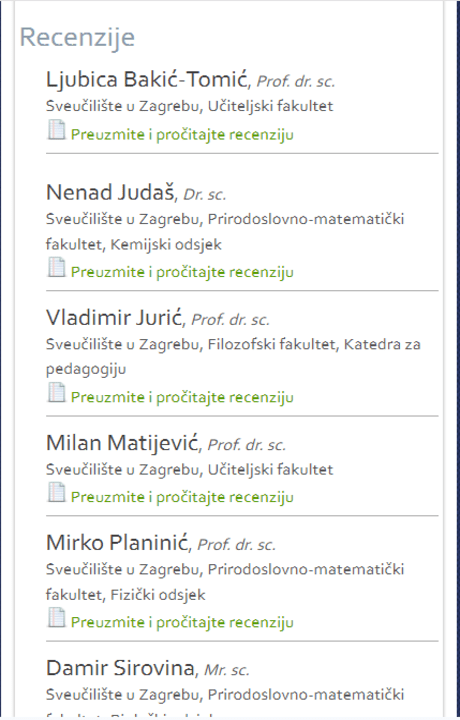 Recenzije
Ljubica Bakić-Tomić, Prof. dr. sc.
Sveučilište u Zagrebu, Učiteljski fakultet
Preuzmite i pročitajte recenziju
Nenad Judaš, Dr. sc.
Sveučilište u Zagrebu, Prirodoslovno-matematički
fakultet, Kemijski odsjek
Preuzmite i pročitajte recenziju
Vladimir Jurić, Prof. dr. sc.
Sveučilište u Zagrebu, Filozofski fakultet, Katedra za
pedagogiju
Preuzmite i pročitajte recenziju
Milan Matijević, Prof. dr. sc.
Sveučilište u Zagrebu, Učiteljski fakultet
Preuzmite i pročitajte recenziju
Mirko Planinić, Prof. dr. sc.
Sveučilište u Zagrebu, Prirodoslovno-matematički
fakultet, Fizički odsjek
Preuzmite i pročitajte recenziju
Damir Sirovina, Mr. sc.
Sveučilište u Zagrebu, Prirodoslovno-matematički